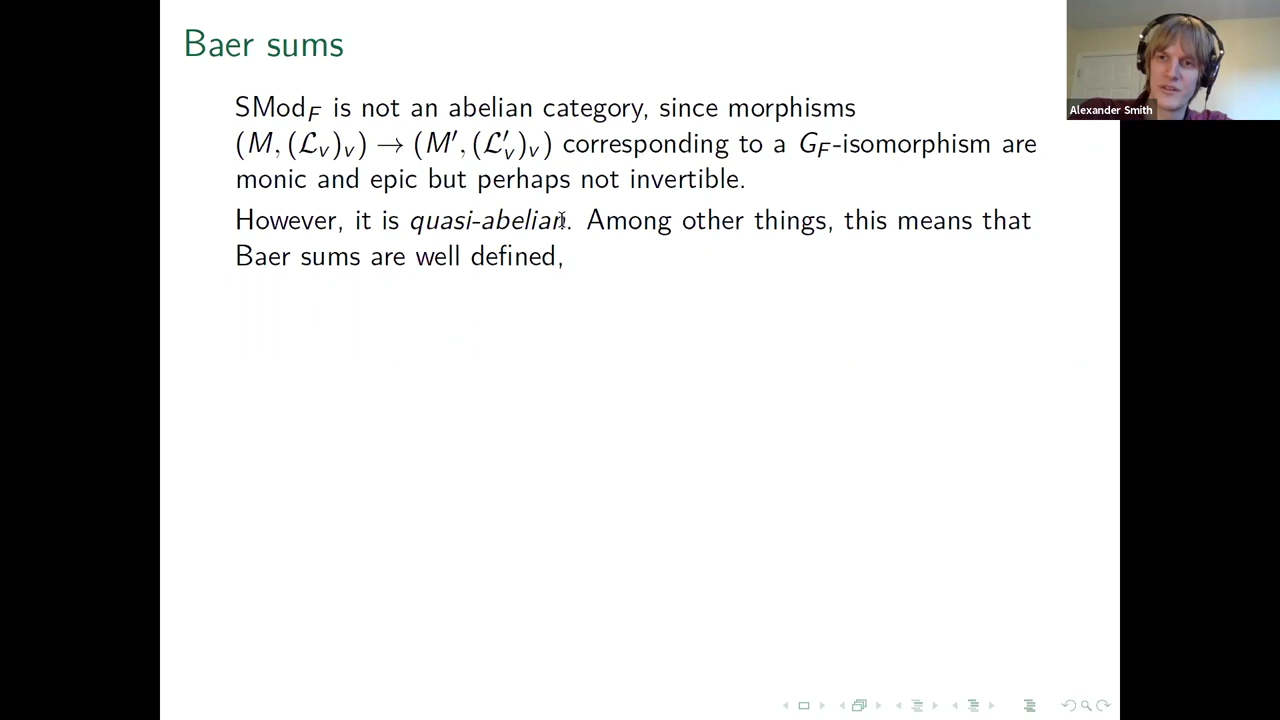 Baer sums
SMod_F is not an abelian category, since morphisms
(M, (ℒ_v)_v) → (M′, (ℒ′_v)_v) corresponding to a G_F-isomorphism are
monic and epic but perhaps not invertible.
However, it is quasi-abelian. Among other things, this means that
Baer sums are well defined,
Alexander Smith